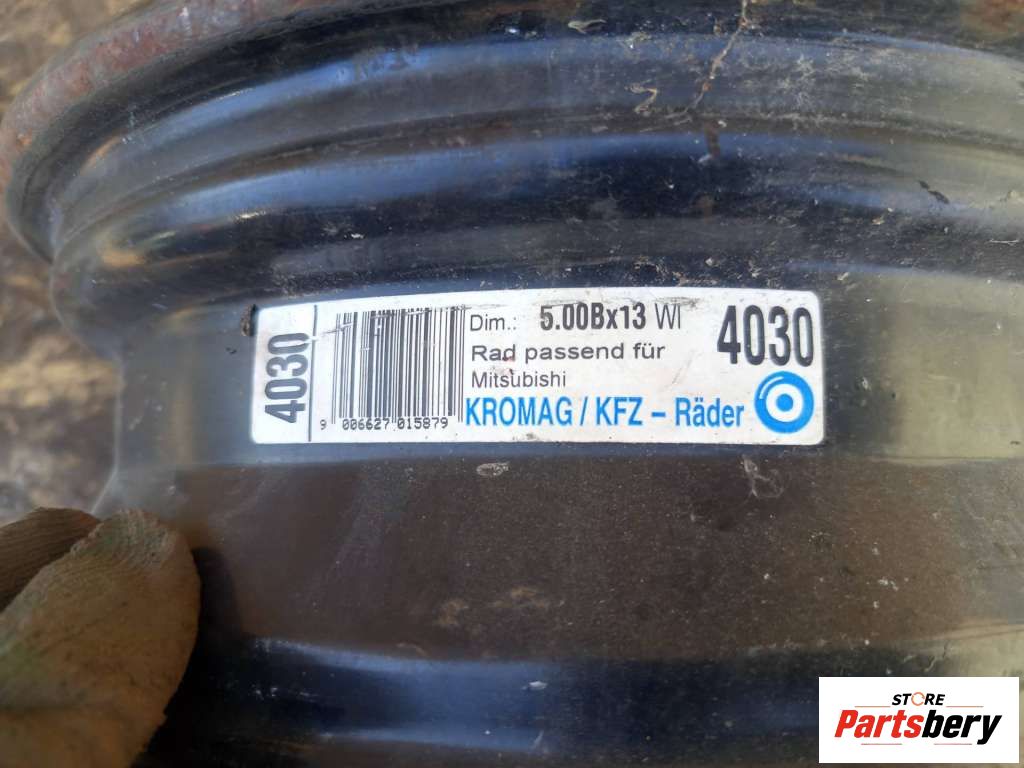 4030
9 006627 015879
Dim.: 5.00Bx13 WI
Rad passend für
Mitsubishi
KROMAG / KFZ – Räder
4030
STORE
Partsbery